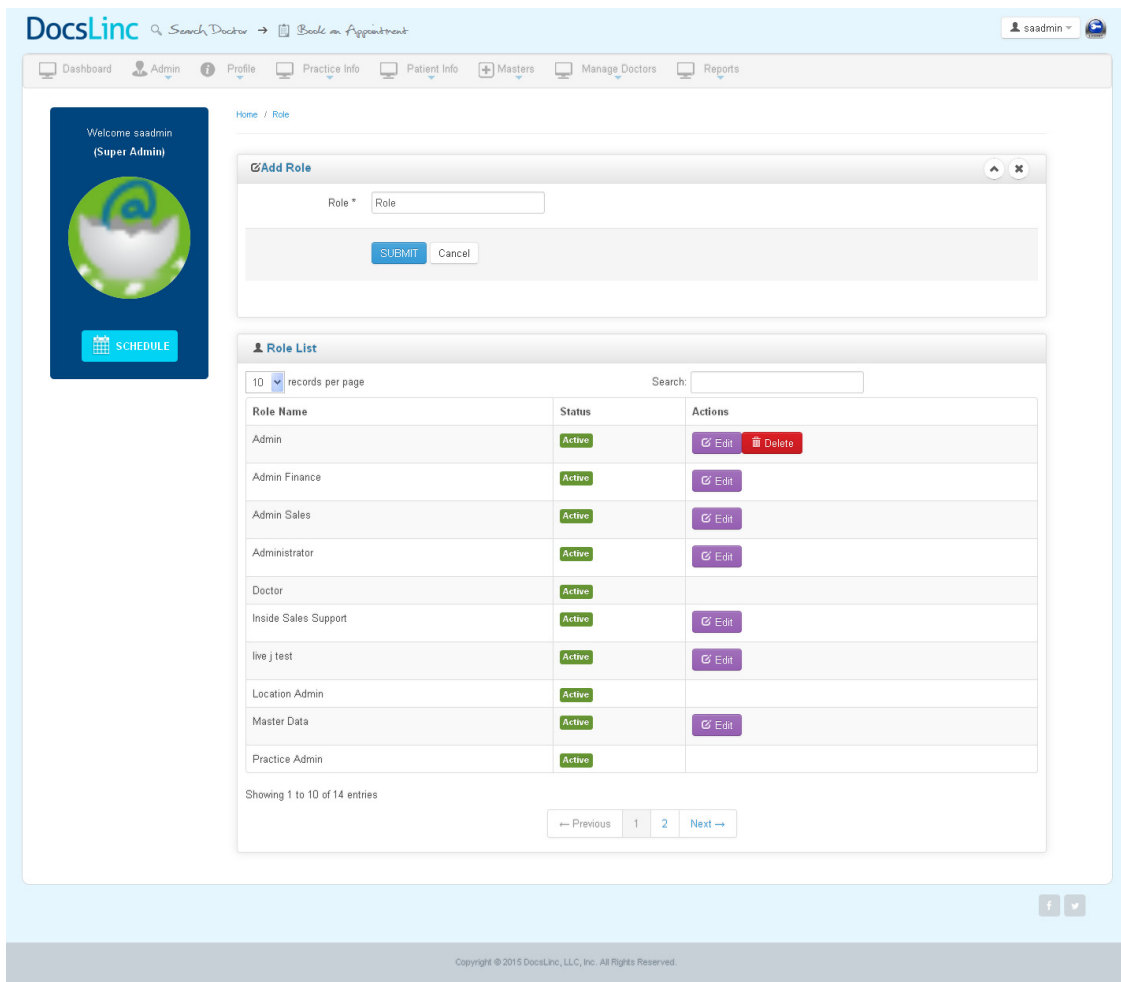 DocsLinc Search Doctor → Book an Appointment
saadmin
Dashboard Admin Profile Practice Info Patient Info Masters Manage Doctors Reports
Welcome saadmin
(Super Admin)
SCHEDULE
Home / Role
Add Role
Role * Role
SUBMIT Cancel
Role List
10 records per page Search:
Role Name Status Actions
Admin Active Edit Delete
Admin Finance Active Edit
Admin Sales Active Edit
Administrator Active Edit
Doctor Active
Inside Sales Support Active Edit
live j test Active Edit
Location Admin Active
Master Data Active Edit
Practice Admin Active
Showing 1 to 10 of 14 entries
← Previous 1 2 Next →
Copyright © 2015 DocsLinc, LLC, Inc. All Rights Reserved.